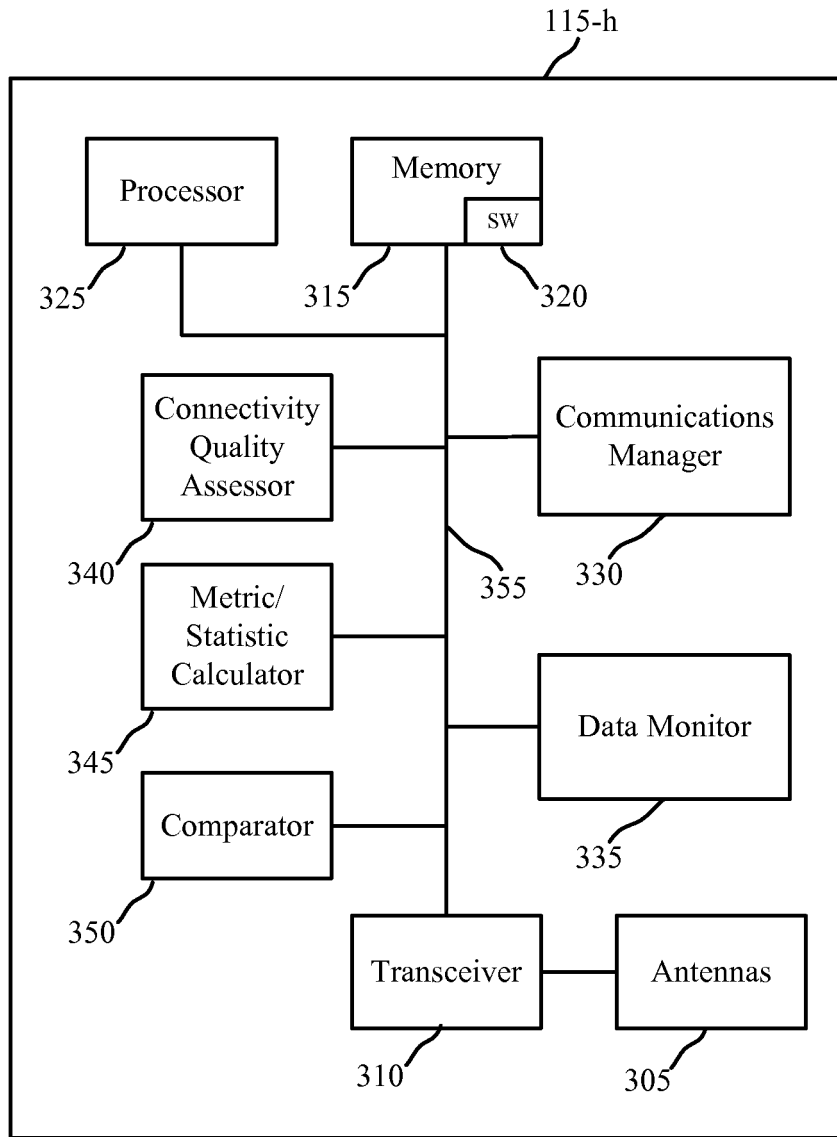 115-h
Processor
Memory
SW
325
315
320
Connectivity
Quality
Assessor
Communications
Manager
340
355
330
Metric/
Statistic
Calculator
Data Monitor
345
335
Comparator
350
Transceiver
Antennas
310
305